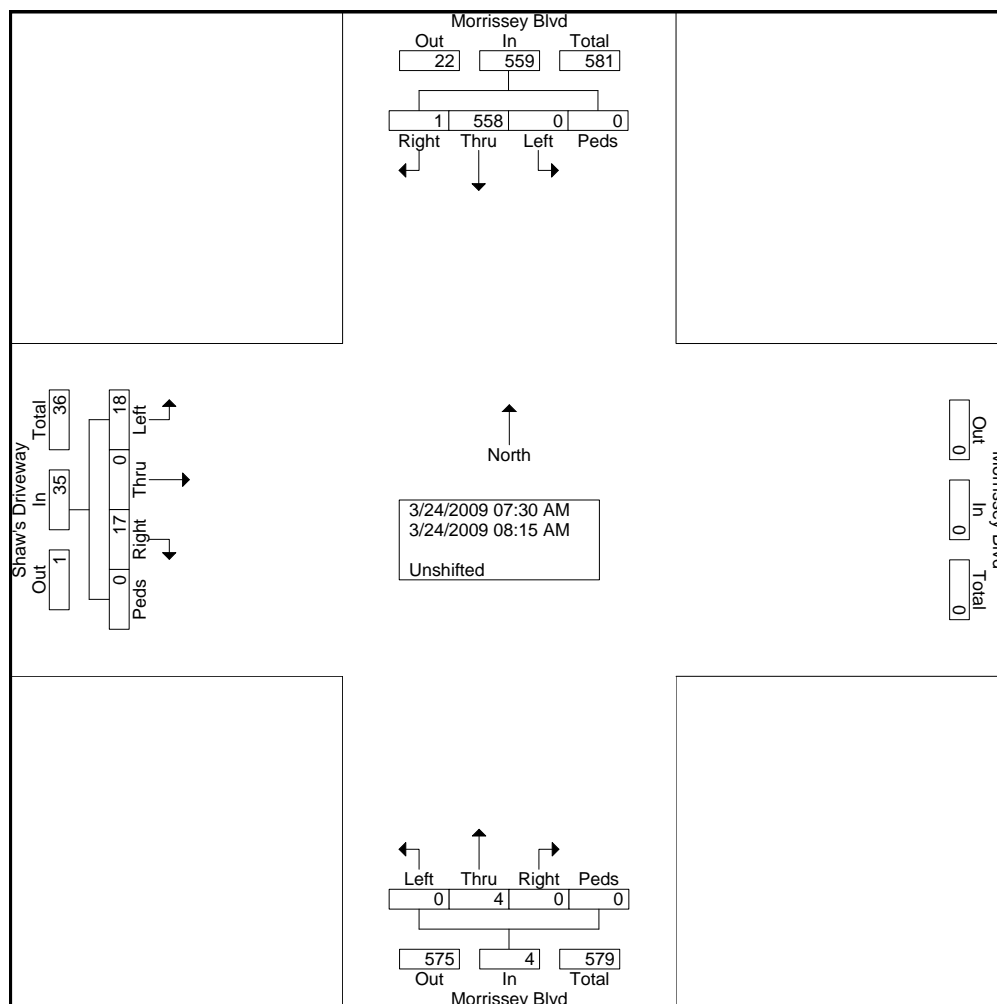 Morrissey Blvd
Out In Total
22 559 581
1 558 0 0
Right Thru Left Peds
Shaw's Driveway
Out In Total
1 35 36
18 0 17 0
Left Thru Right Peds
North
3/24/2009 07:30 AM
3/24/2009 08:15 AM
Unshifted
Morrissey Blvd
Out In Total
0 0 0
Left Thru Right Peds
0 4 0 0
575 4 579
Out In Total
Morrissey Blvd